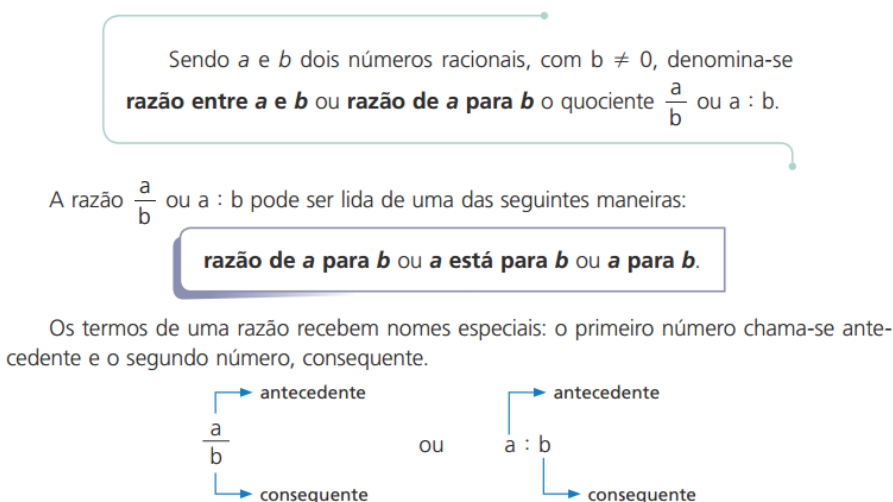 Sendo a e b dois números racionais, com b ≠ 0, denomina-se
razão entre a e b ou razão de a para b o quociente a/b ou a : b.
A razão a/b ou a : b pode ser lida de uma das seguintes maneiras:
razão de a para b ou a está para b ou a para b.
Os termos de uma razão recebem nomes especiais: o primeiro número chama-se ante-
cedente e o segundo número, consequente.
antecedente antecedente
a/b ou a : b
consequente consequente